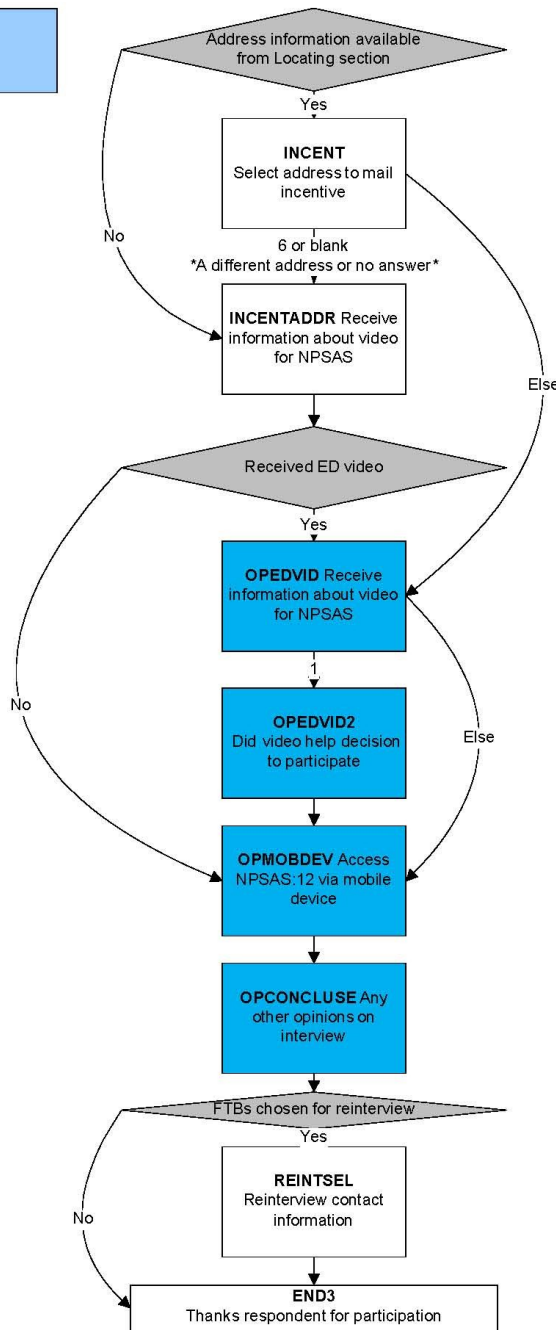 Address information available
from Locating section
Yes
INCENT
Select address to mail
incentive
No
6 or blank
*A different address or no answer*
INCENTADDR Receive
information about video
for NPSAS
Else
Received ED video
Yes
OPEDVID Receive
information about video
for NPSAS
1
No
OPEDVID2
Did video help decision
to participate
Else
OPMOBDEV Access
NPSAS:12 via mobile
device
OPCONCLUSE Any
other opinions on
interview
FTBs chosen for reinterview
Yes
REINTSEL
Reinterview contact
information
No
END3
Thanks respondent for participation